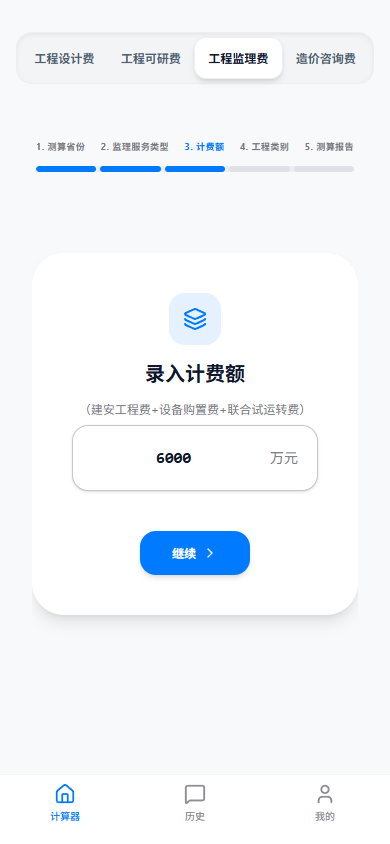 工程设计费 工程可研费 工程监理费 造价咨询费
1. 测算省份 2. 监理服务类型 3. 计费额 4. 工程类别 5. 测算报告
录入计费额
（建安工程费+设备购置费+联合试运转费）
6000 万元
继续
计算器 历史 我的